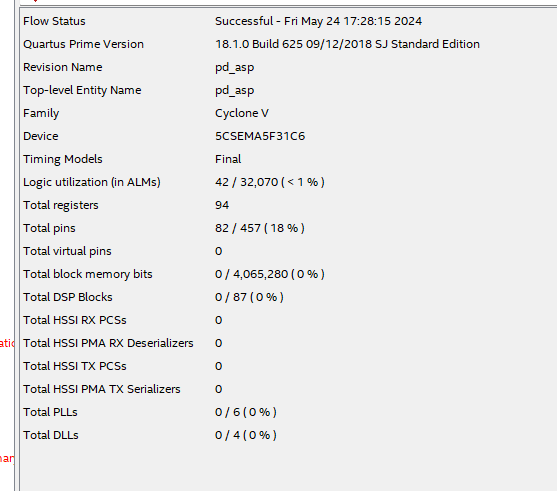 Flow Status Successful - Fri May 24 17:28:15 2024
Quartus Prime Version 18.1.0 Build 625 09/12/2018 SJ Standard Edition
Revision Name pd_asp
Top-level Entity Name pd_asp
Family Cyclone V
Device 5CSEMA5F31C6
Timing Models Final
Logic utilization (in ALMs) 42 / 32,070 ( < 1 % )
Total registers 94
Total pins 82 / 457 ( 18 % )
Total virtual pins 0
Total block memory bits 0 / 4,065,280 ( 0 % )
Total DSP Blocks 0 / 87 ( 0 % )
Total HSSI RX PCSs 0
Total HSSI PMA RX Deserializers 0
Total HSSI TX PCSs 0
Total HSSI PMA TX Serializers 0
Total PLLs 0 / 6 ( 0 % )
Total DLLs 0 / 4 ( 0 % )